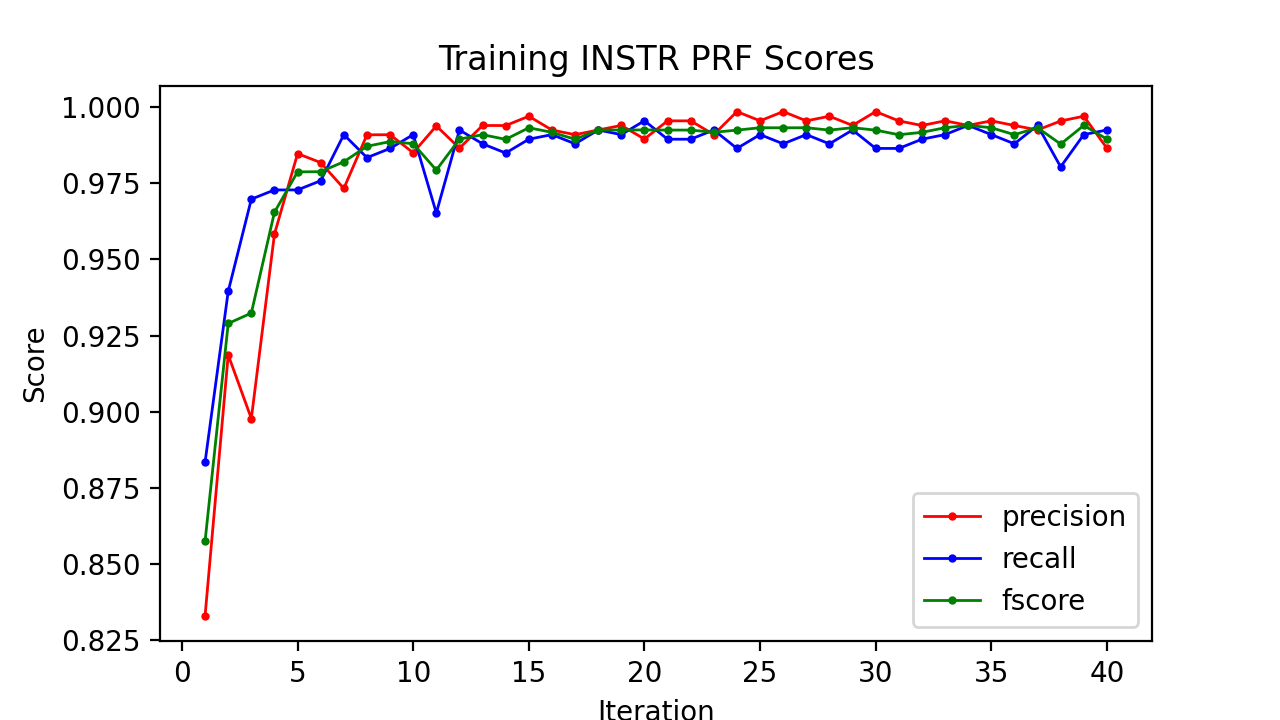 Training INSTR PRF Scores
1.000
0.975
0.950
0.925
0.900
0.875
0.850
0.825
Score
precision
recall
fscore
0 5 10 15 20 25 30 35 40
Iteration